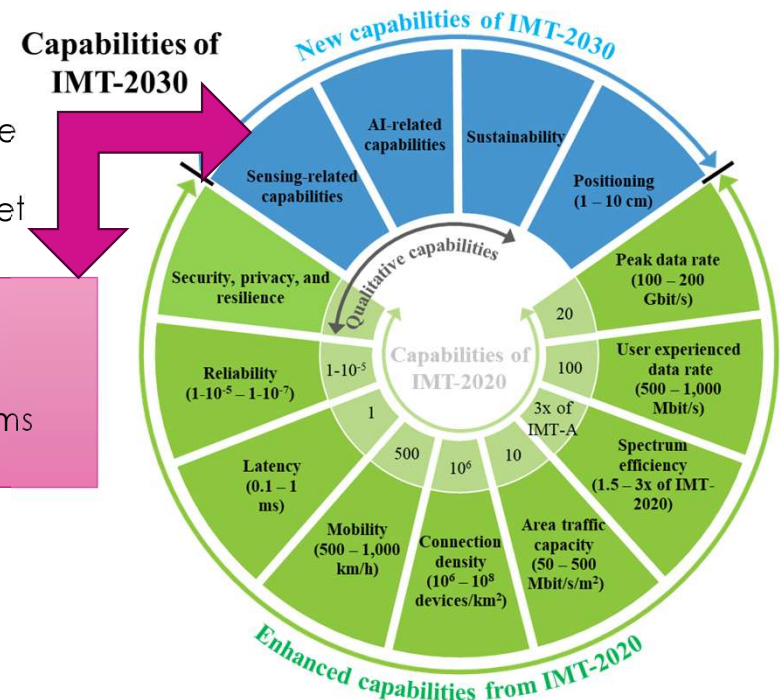 Capabilities of
IMT-2030
New capabilities of IMT-2030
Sensing-related
capabilities
AI-related
capabilities
Sustainability
Positioning
(1 – 10 cm)
Qualitative capabilities
Security, privacy, and
resilience
Reliability
(1-10⁻⁵ – 1-10⁻⁷)
Latency
(0.1 – 1
ms)
Mobility
(500 – 1,000
km/h)
Connection
density
(10⁶ – 10⁸
devices/km²)
Area traffic
capacity
(50 – 500
Mbit/s/m²)
Spectrum
efficiency
(1.5 – 3x of IMT-
2020)
User experienced
data rate
(500 – 1,000
Mbit/s)
Peak data rate
(100 – 200
Gbit/s)
Capabilities of
IMT-2020
1-10⁻⁵
1
500
10⁶
10
3x of
IMT-A
100
20
Enhanced capabilities from IMT-2020